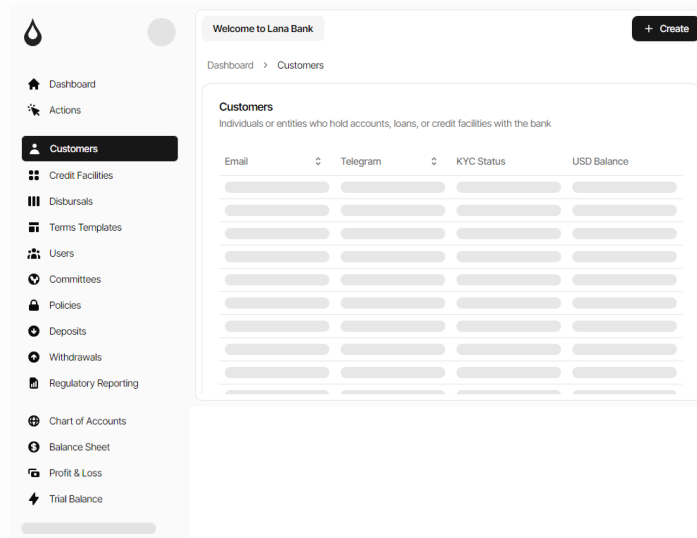 Dashboard
Actions
Customers
Credit Facilities
Disbursals
Terms Templates
Users
Committees
Policies
Deposits
Withdrawals
Regulatory Reporting
Chart of Accounts
Balance Sheet
Profit & Loss
Trial Balance
Welcome to Lana Bank
+ Create
Dashboard > Customers
Customers
Individuals or entities who hold accounts, loans, or credit facilities with the bank
Email Telegram KYC Status USD Balance